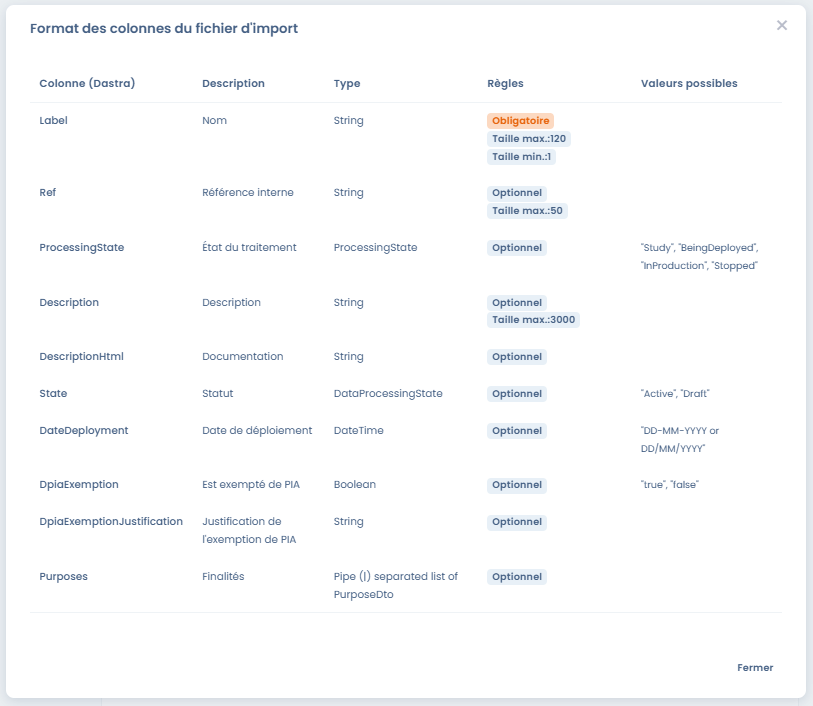 Format des colonnes du fichier d'import
×
Colonne (Dastra) Description Type Règles Valeurs possibles
Label Nom String Obligatoire
Taille max.:120
Taille min.:1
Ref Référence interne String Optionnel
Taille max.:50
ProcessingState État du traitement ProcessingState Optionnel "Study", "BeingDeployed",
"InProduction", "Stopped"
Description Description String Optionnel
Taille max.:3000
DescriptionHtml Documentation String Optionnel
State Statut DataProcessingState Optionnel "Active", "Draft"
DateDeployment Date de déploiement DateTime Optionnel "DD-MM-YYYY or
DD/MM/YYYY"
DpiaExemption Est exempté de PIA Boolean Optionnel "true", "false"
DpiaExemptionJustification Justification de String Optionnel
l'exemption de PIA
Purposes Finalités Pipe (|) separated list of Optionnel
PurposeDto
Fermer